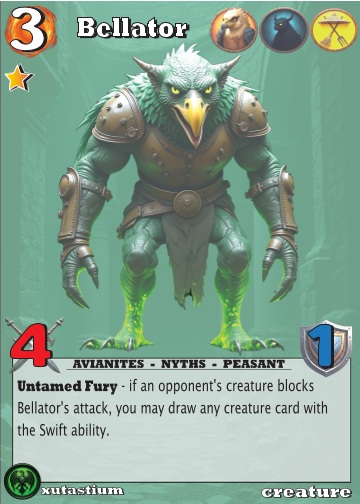 3 Bellator
4
1
AVIANITES - NYTHS - PEASANT
Untamed Fury - if an opponent's creature blocks
Bellator's attack, you may draw any creature card with
the Swift ability.
xutastium
creature